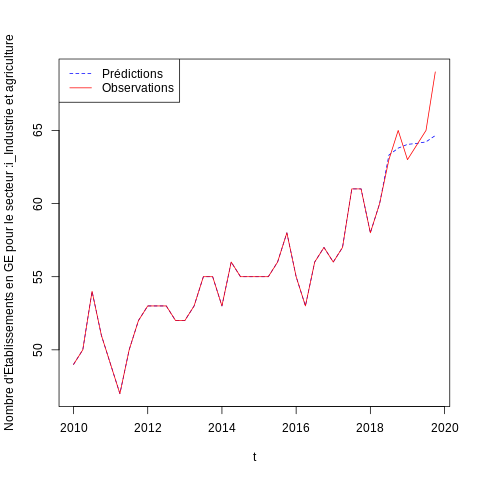 Nombre d'Etablissements en GE pour le secteur :i_Industrie et agriculture
Prédictions
Observations
65
60
55
50
2010 2012 2014 2016 2018 2020
t